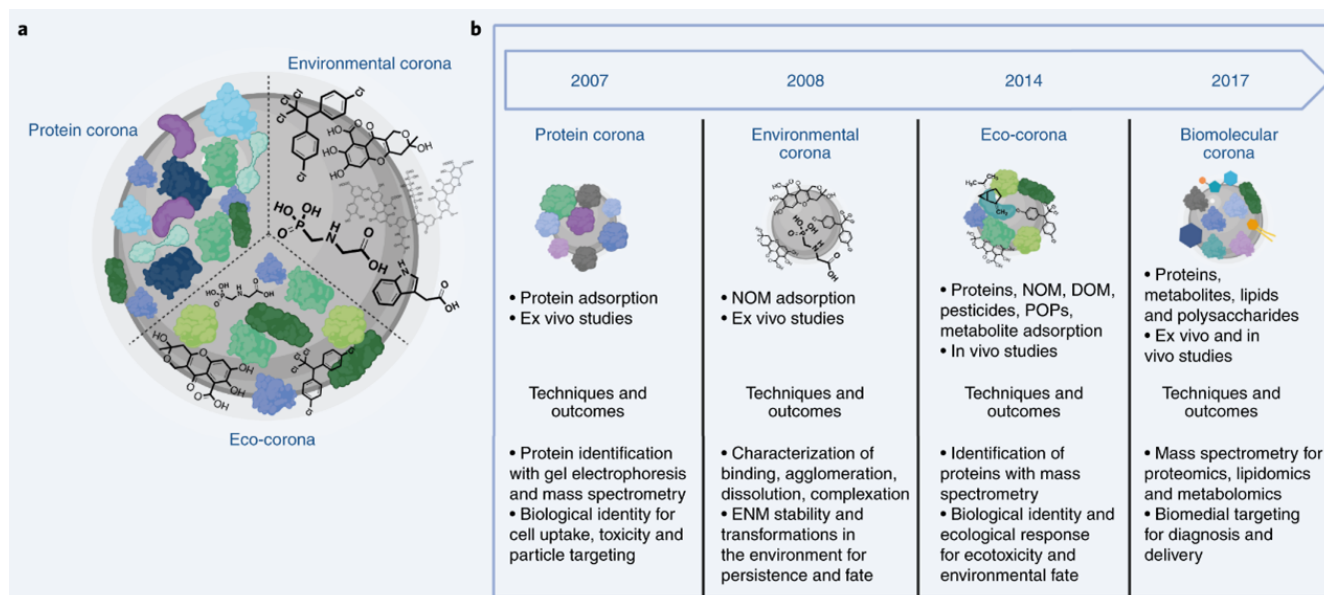 a
Environmental corona
Protein corona
Eco-corona
b
2007
2008
2014
2017
Protein corona
• Protein adsorption
• Ex vivo studies
Techniques and
outcomes
• Protein identification
with gel electrophoresis
and mass spectrometry
• Biological identity for
cell uptake, toxicity and
particle targeting
Environmental
corona
• NOM adsorption
• Ex vivo studies
Techniques and
outcomes
• Characterization of
binding, agglomeration,
dissolution, complexation
• ENM stability and
transformations in
the environment for
persistence and fate
Eco-corona
• Proteins, NOM, DOM,
pesticides, POPs,
metabolite adsorption
• In vivo studies
Techniques and
outcomes
• Identification of
proteins with mass
spectrometry
• Biological identity and
ecological response
for ecotoxicity and
environmental fate
Biomolecular
corona
• Proteins,
metabolites, lipids
and polysaccharides
• Ex vivo and in
vivo studies
Techniques and
outcomes
• Mass spectrometry for
proteomics, lipidomics
and metabolomics
• Biomedial targeting
for diagnosis and
delivery